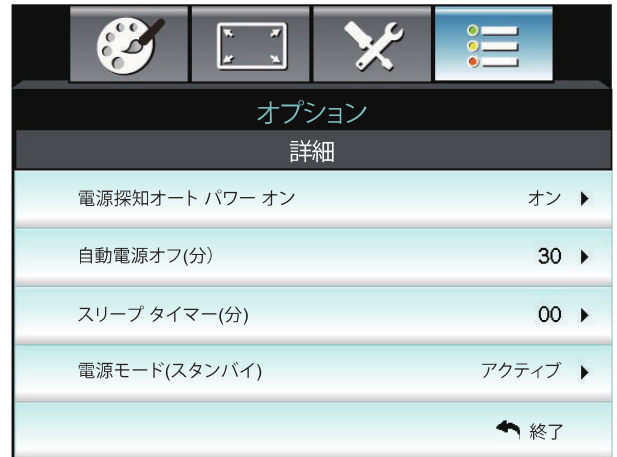 オプション
詳細
電源探知オート パワー オン オン
自動電源オフ(分) 30
スリープ タイマー(分) 00
電源モード(スタンバイ) アクティブ
終了